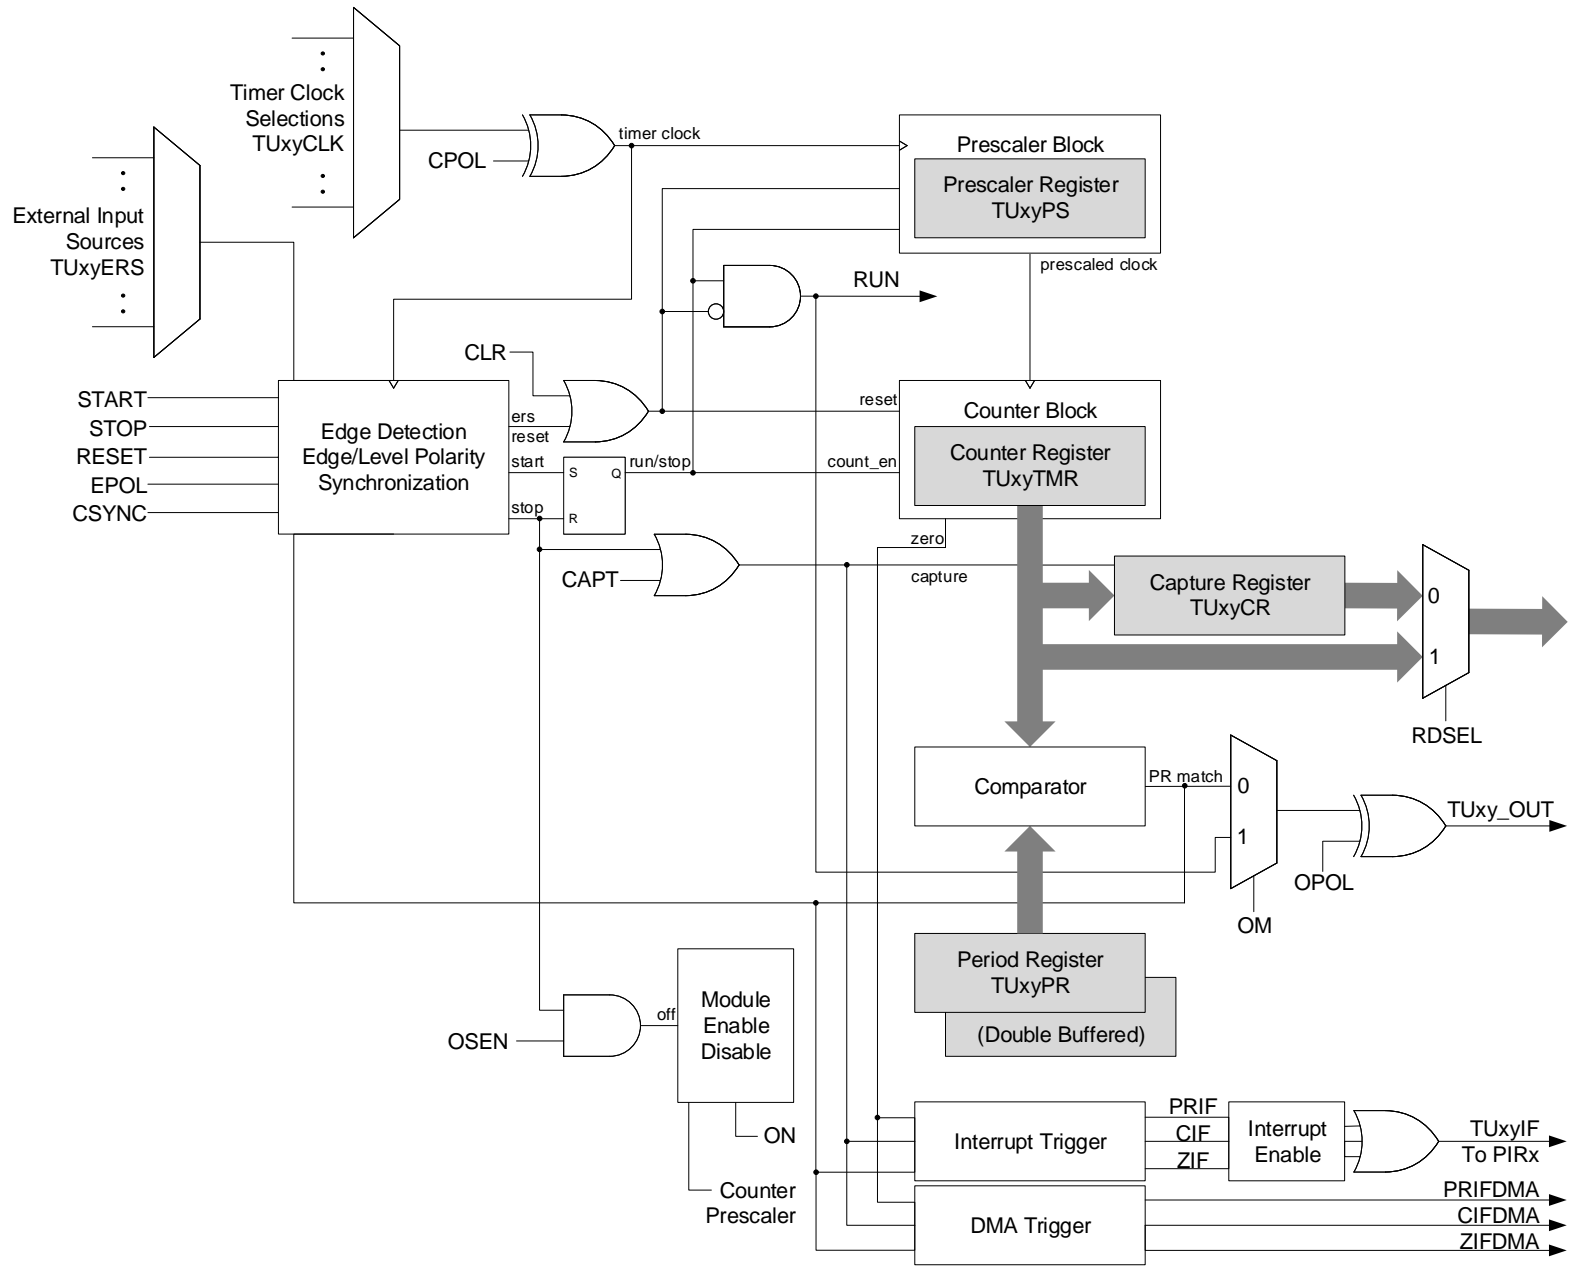 Timer Clock
Selections
TUxyCLK
CPOL
timer clock
Prescaler Block
Prescaler Register
TUxyPS
External Input
Sources
TUxyERS
prescaled clock
RUN
CLR
START
STOP
RESET
EPOL
CSYNC
Edge Detection
Edge/Level Polarity
Synchronization
ers
reset
start
stop
S
Q
R
run/stop
reset
count_en
Counter Block
Counter Register
TUxyTMR
zero
CAPT
capture
Capture Register
TUxyCR
0
1
RDSEL
Comparator
PR match
0
1
OM
OPOL
TUxy_OUT
Period Register
TUxyPR
(Double Buffered)
OSEN
off
Module
Enable
Disable
ON
Counter
Prescaler
Interrupt Trigger
PRIF
CIF
ZIF
Interrupt
Enable
TUxyIF
To PIRx
DMA Trigger
PRIFDMA
CIFDMA
ZIFDMA